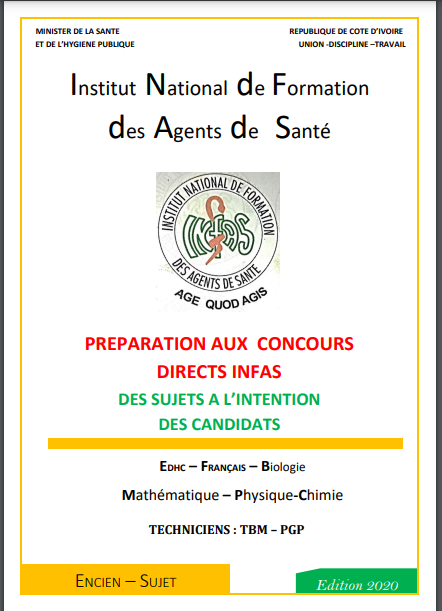 MINISTER DE LA SANTE
ET DE L'HYGIENE PUBLIQUE
REPUBLIQUE DE COTE D'IVOIRE
UNION -DISCIPLINE –TRAVAIL
Institut National de Formation
des Agents de Santé
INSTITUT NATIONAL DE FORMATION
INFAS
DES AGENTS DE SANTE
AGE QUOD AGIS
PREPARATION AUX CONCOURS
DIRECTS INFAS
DES SUJETS A L'INTENTION
DES CANDIDATS
EDHC – FRANÇAIS – Biologie
Mathématique – Physique-Chimie
TECHNICIENS : TBM – PGP
ENCIEN – SUJET
Edition 2020